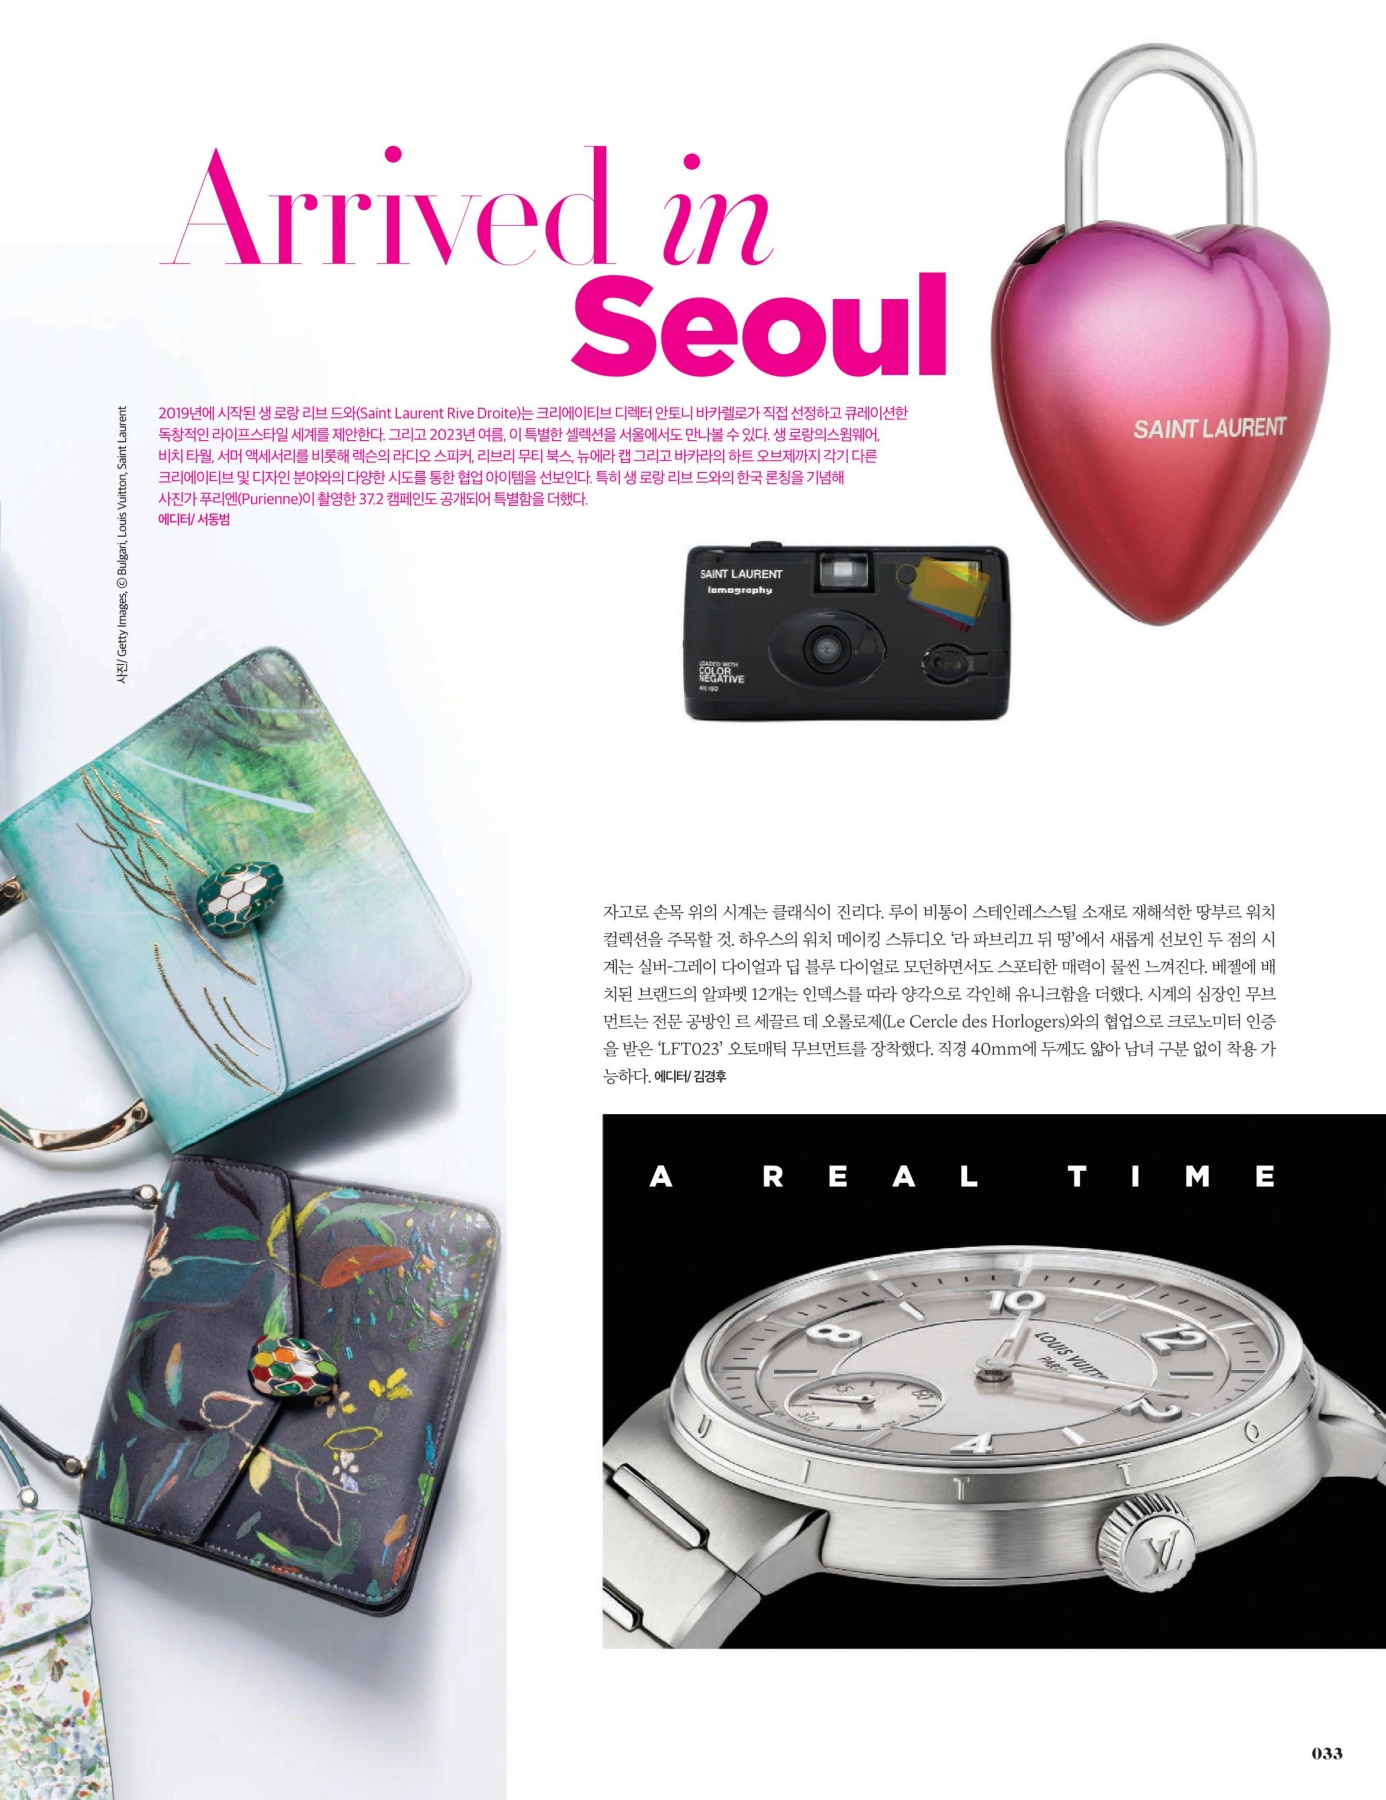 Arrived in
Seoul
2019년에 시작된 생 로랑 리브 드와(Saint Laurent Rive Droite)는 크리에이티브 디렉터 안토니 바카렐로가 직접 선정하고 큐레이션한
독창적인 라이프스타일 세계를 제안한다. 그리고 2023년 여름, 이 특별한 셀렉션을 서울에서도 만나볼 수 있다. 생 로랑의스윔웨어,
비치 타월, 서머 액세서리를 비롯해 렉슨의 라디오 스피커, 리브리 무티 북스, 뉴에라 캡 그리고 바카라의 하트 오브제까지 각기 다른
크리에이티브 및 디자인 분야와의 다양한 시도를 통한 협업 아이템을 선보인다. 특히 생 로랑 리브 드와의 한국 론칭을 기념해
사진가 푸리엔(Purienne)이 촬영한 37.2 캠페인도 공개되어 특별함을 더했다.
에디터/ 서동범
사진/ Getty Images, ⓒ Bulgari, Louis Vuitton, Saint Laurent
SAINT LAURENT
SAINT LAURENT
lomography
LOADED WITH
COLOR
NEGATIVE
400 ISO
자고로 손목 위의 시계는 클래식이 진리다. 루이 비통이 스테인레스스틸 소재로 재해석한 땅부르 워치
컬렉션을 주목할 것. 하우스의 워치 메이킹 스튜디오 ‘라 파브리끄 뒤 떵’에서 새롭게 선보인 두 점의 시
계는 실버-그레이 다이얼과 딥 블루 다이얼로 모던하면서도 스포티한 매력이 물씬 느껴진다. 베젤에 배
치된 브랜드의 알파벳 12개는 인덱스를 따라 양각으로 각인해 유니크함을 더했다. 시계의 심장인 무브
먼트는 전문 공방인 르 세끌르 데 오롤로제(Le Cercle des Horlogers)와의 협업으로 크로노미터 인증
을 받은 ‘LFT023’ 오토매틱 무브먼트를 장착했다. 직경 40mm에 두께도 얇아 남녀 구분 없이 착용 가
능하다. 에디터/ 김경후
A REAL TIME
10
8
12
LOUIS VUITTON
PARIS
45
60
30
2
4
U I T T O
LV
033